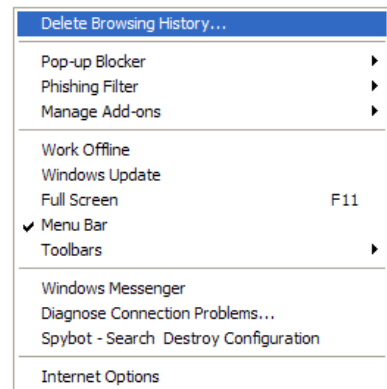 Delete Browsing History...
Pop-up Blocker
Phishing Filter
Manage Add-ons
Work Offline
Windows Update
Full Screen F11
Menu Bar
Toolbars
Windows Messenger
Diagnose Connection Problems...
Spybot - Search Destroy Configuration
Internet Options